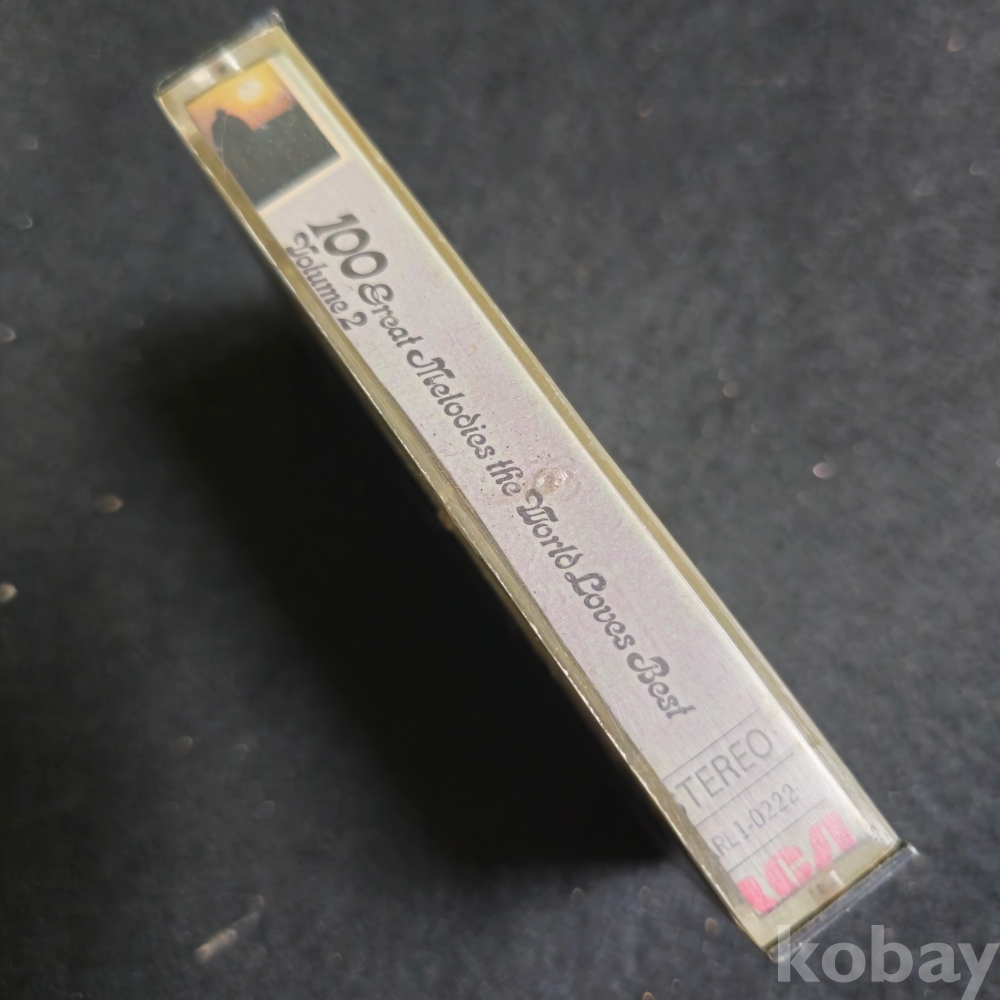 100 Great Melodies the World Loves Best
Volume 2
STEREO
RL1-0222
RCA
kobay